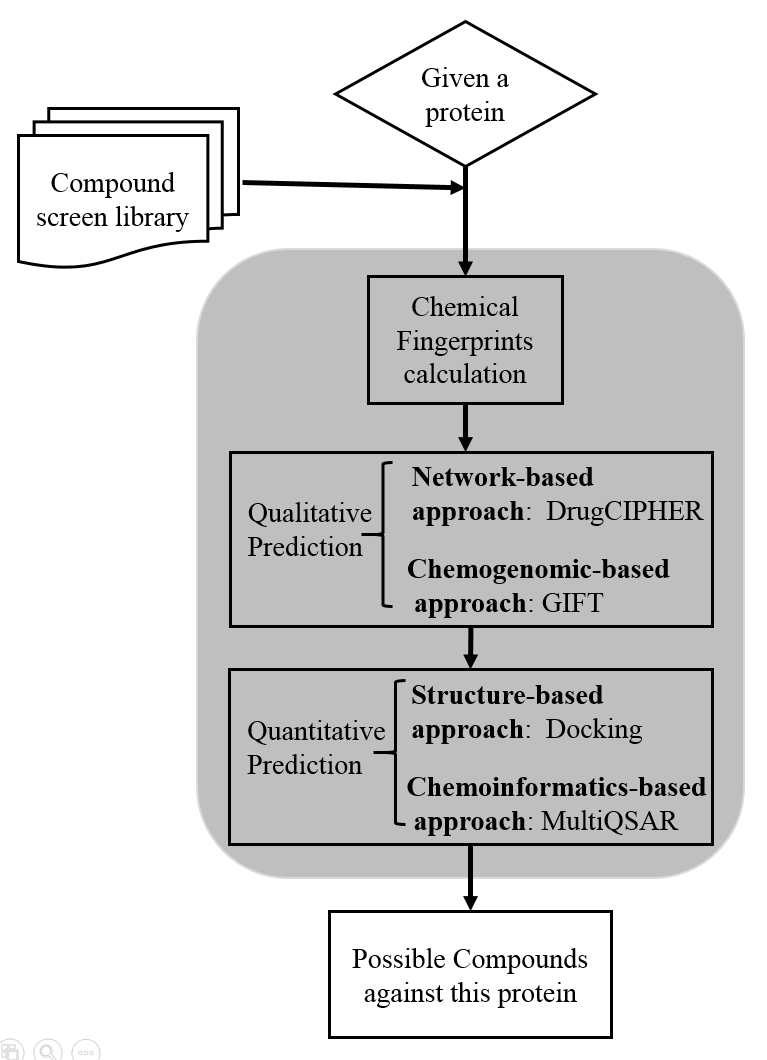 Given a
protein
Compound
screen library
Chemical
Fingerprints
calculation
Qualitative
Prediction
Network-based
approach: DrugCIPHER
Chemogenomic-based
approach: GIFT
Quantitative
Prediction
Structure-based
approach: Docking
Chemoinformatics-based
approach: MultiQSAR
Possible Compounds
against this protein